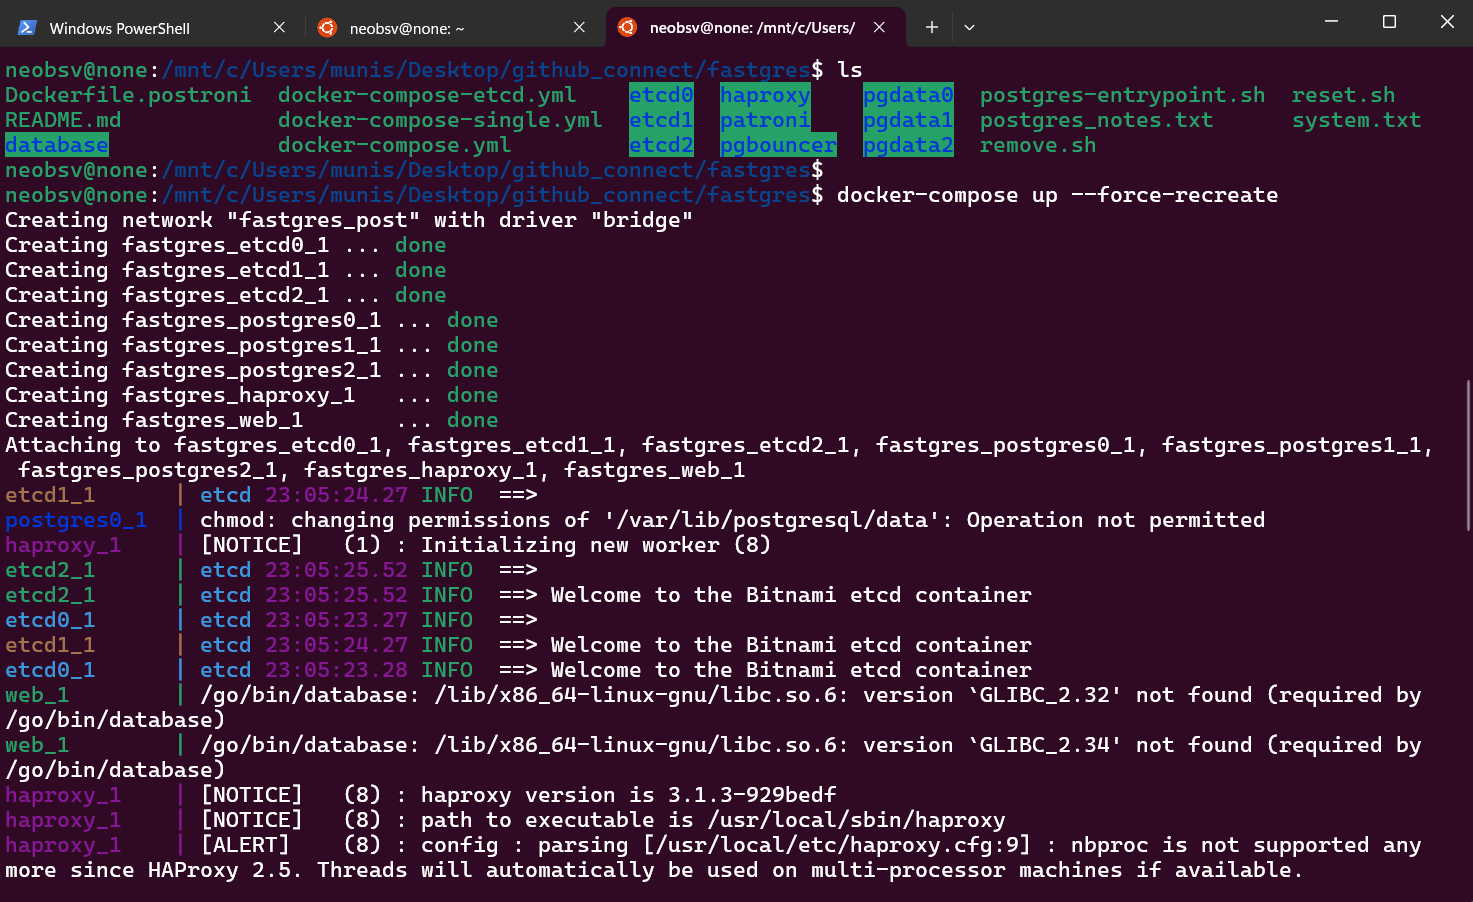 Windows PowerShell
neobsv@none: ~
neobsv@none: /mnt/c/Users/
neobsv@none:/mnt/c/Users/munis/Desktop/github_connect/fastgres$ ls
Dockerfile.postroni  docker-compose-etcd.yml    etcd0  haproxy    pgdata0  postgres-entrypoint.sh  reset.sh
README.md            docker-compose-single.yml  etcd1  patroni    pgdata1  postgres_notes.txt      system.txt
database             docker-compose.yml         etcd2  pgbouncer  pgdata2  remove.sh
neobsv@none:/mnt/c/Users/munis/Desktop/github_connect/fastgres$
neobsv@none:/mnt/c/Users/munis/Desktop/github_connect/fastgres$ docker-compose up --force-recreate
Creating network "fastgres_post" with driver "bridge"
Creating fastgres_etcd0_1 ... done
Creating fastgres_etcd1_1 ... done
Creating fastgres_etcd2_1 ... done
Creating fastgres_postgres0_1 ... done
Creating fastgres_postgres1_1 ... done
Creating fastgres_postgres2_1 ... done
Creating fastgres_haproxy_1   ... done
Creating fastgres_web_1       ... done
Attaching to fastgres_etcd0_1, fastgres_etcd1_1, fastgres_etcd2_1, fastgres_postgres0_1, fastgres_postgres1_1,
 fastgres_postgres2_1, fastgres_haproxy_1, fastgres_web_1
etcd1_1      | etcd 23:05:24.27 INFO  ==>
postgres0_1  | chmod: changing permissions of '/var/lib/postgresql/data': Operation not permitted
haproxy_1    | [NOTICE]   (1) : Initializing new worker (8)
etcd2_1      | etcd 23:05:25.52 INFO  ==>
etcd2_1      | etcd 23:05:25.52 INFO  ==> Welcome to the Bitnami etcd container
etcd0_1      | etcd 23:05:23.27 INFO  ==>
etcd1_1      | etcd 23:05:24.27 INFO  ==> Welcome to the Bitnami etcd container
etcd0_1      | etcd 23:05:23.28 INFO  ==> Welcome to the Bitnami etcd container
web_1        | /go/bin/database: /lib/x86_64-linux-gnu/libc.so.6: version `GLIBC_2.32' not found (required by
/go/bin/database)
web_1        | /go/bin/database: /lib/x86_64-linux-gnu/libc.so.6: version `GLIBC_2.34' not found (required by
/go/bin/database)
haproxy_1    | [NOTICE]   (8) : haproxy version is 3.1.3-929bedf
haproxy_1    | [NOTICE]   (8) : path to executable is /usr/local/sbin/haproxy
haproxy_1    | [ALERT]    (8) : config : parsing [/usr/local/etc/haproxy.cfg:9] : nbproc is not supported any
more since HAProxy 2.5. Threads will automatically be used on multi-processor machines if available.